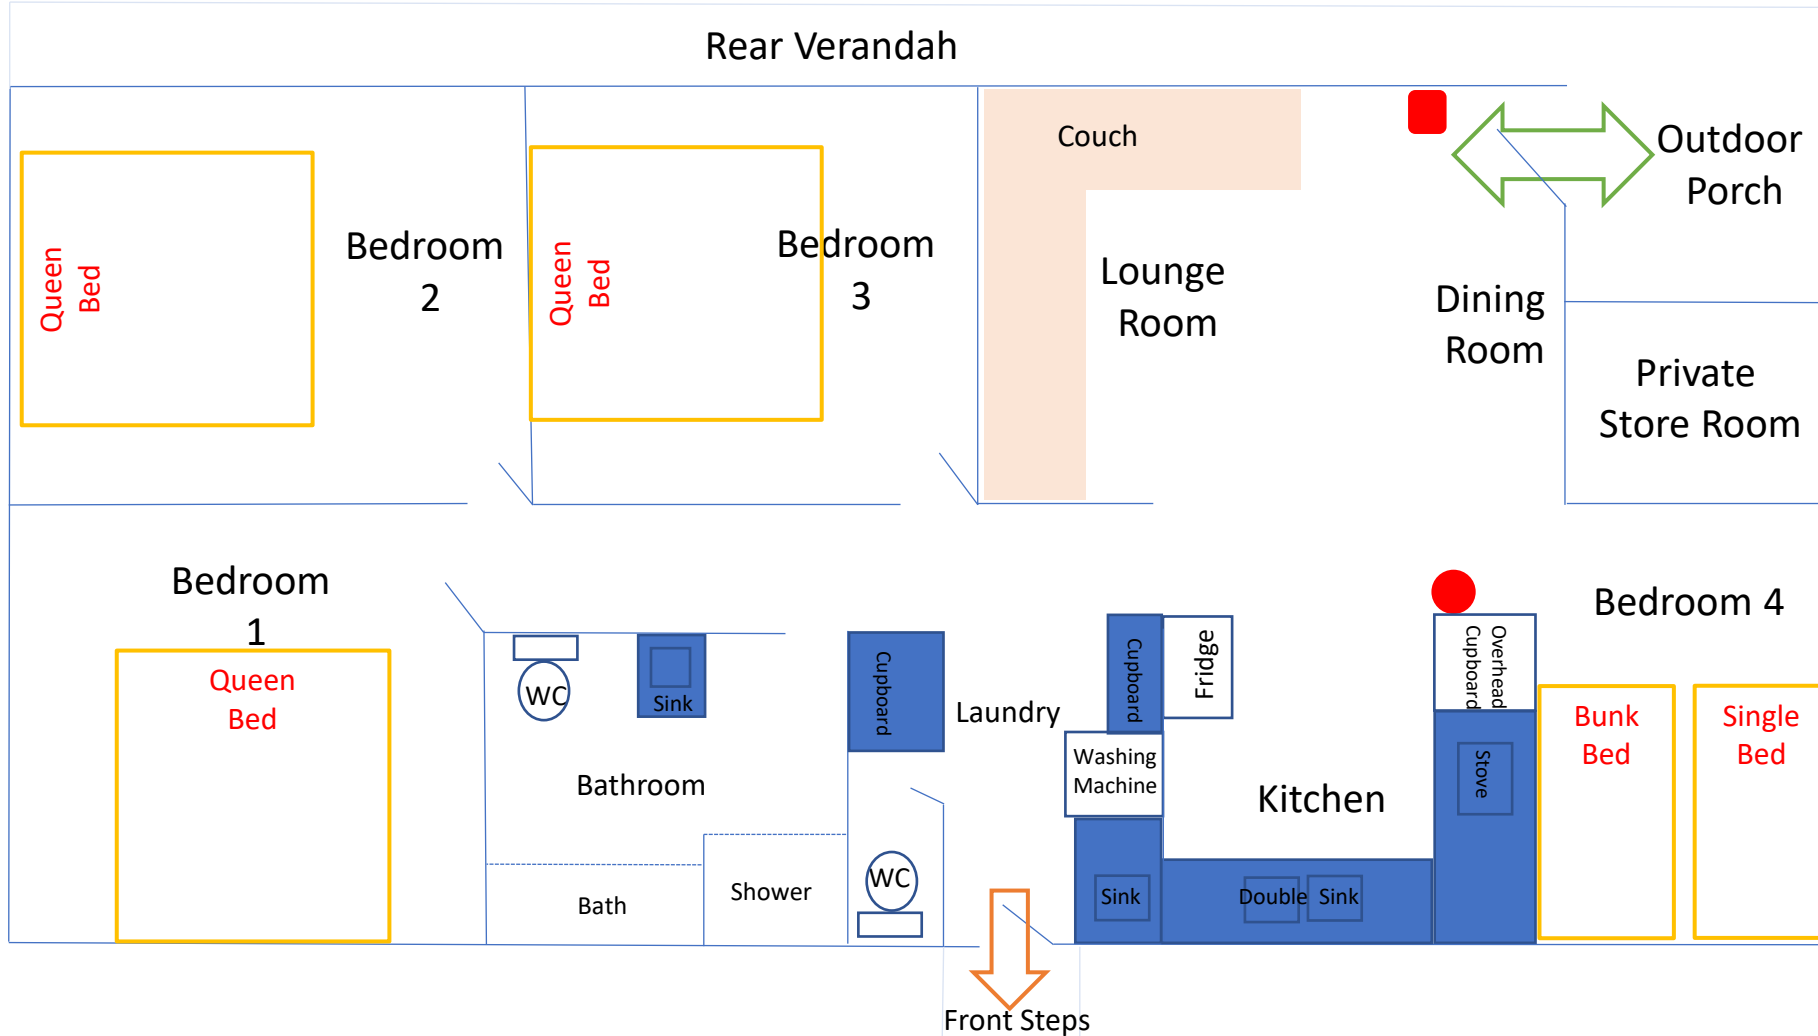 Rear Verandah
Couch
Outdoor
Porch
Queen
Bed
Bedroom
2
Queen
Bed
Bedroom
3
Lounge
Room
Dining
Room
Private
Store Room
Bedroom
1
Queen
Bed
WC
Sink
Cupboard
Laundry
Cupboard
Fridge
Overhead
Cupboard
Bedroom 4
Bunk
Bed
Single
Bed
Washing
Machine
Bathroom
Kitchen
Stove
Bath
Shower
WC
Sink
Double
Sink
Front Steps